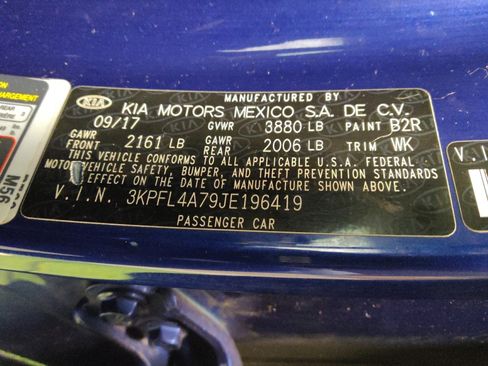 MANUFACTURED BY
KIA KIA MOTORS MEXICO S.A. DE C.V.
09/17 GVWR 3880 LB PAINT B2R
GAWR FRONT 2161 LB GAWR REAR 2006 LB TRIM WK
THIS VEHICLE CONFORMS TO ALL APPLICABLE U.S.A. FEDERAL
MOTOR VEHICLE SAFETY, BUMPER, AND THEFT PREVENTION STANDARDS
IN EFFECT ON THE DATE OF MANUFACTURE SHOWN ABOVE.
V.I.N. 3KPFL4A79JE196419
PASSENGER CAR
M56
V.I